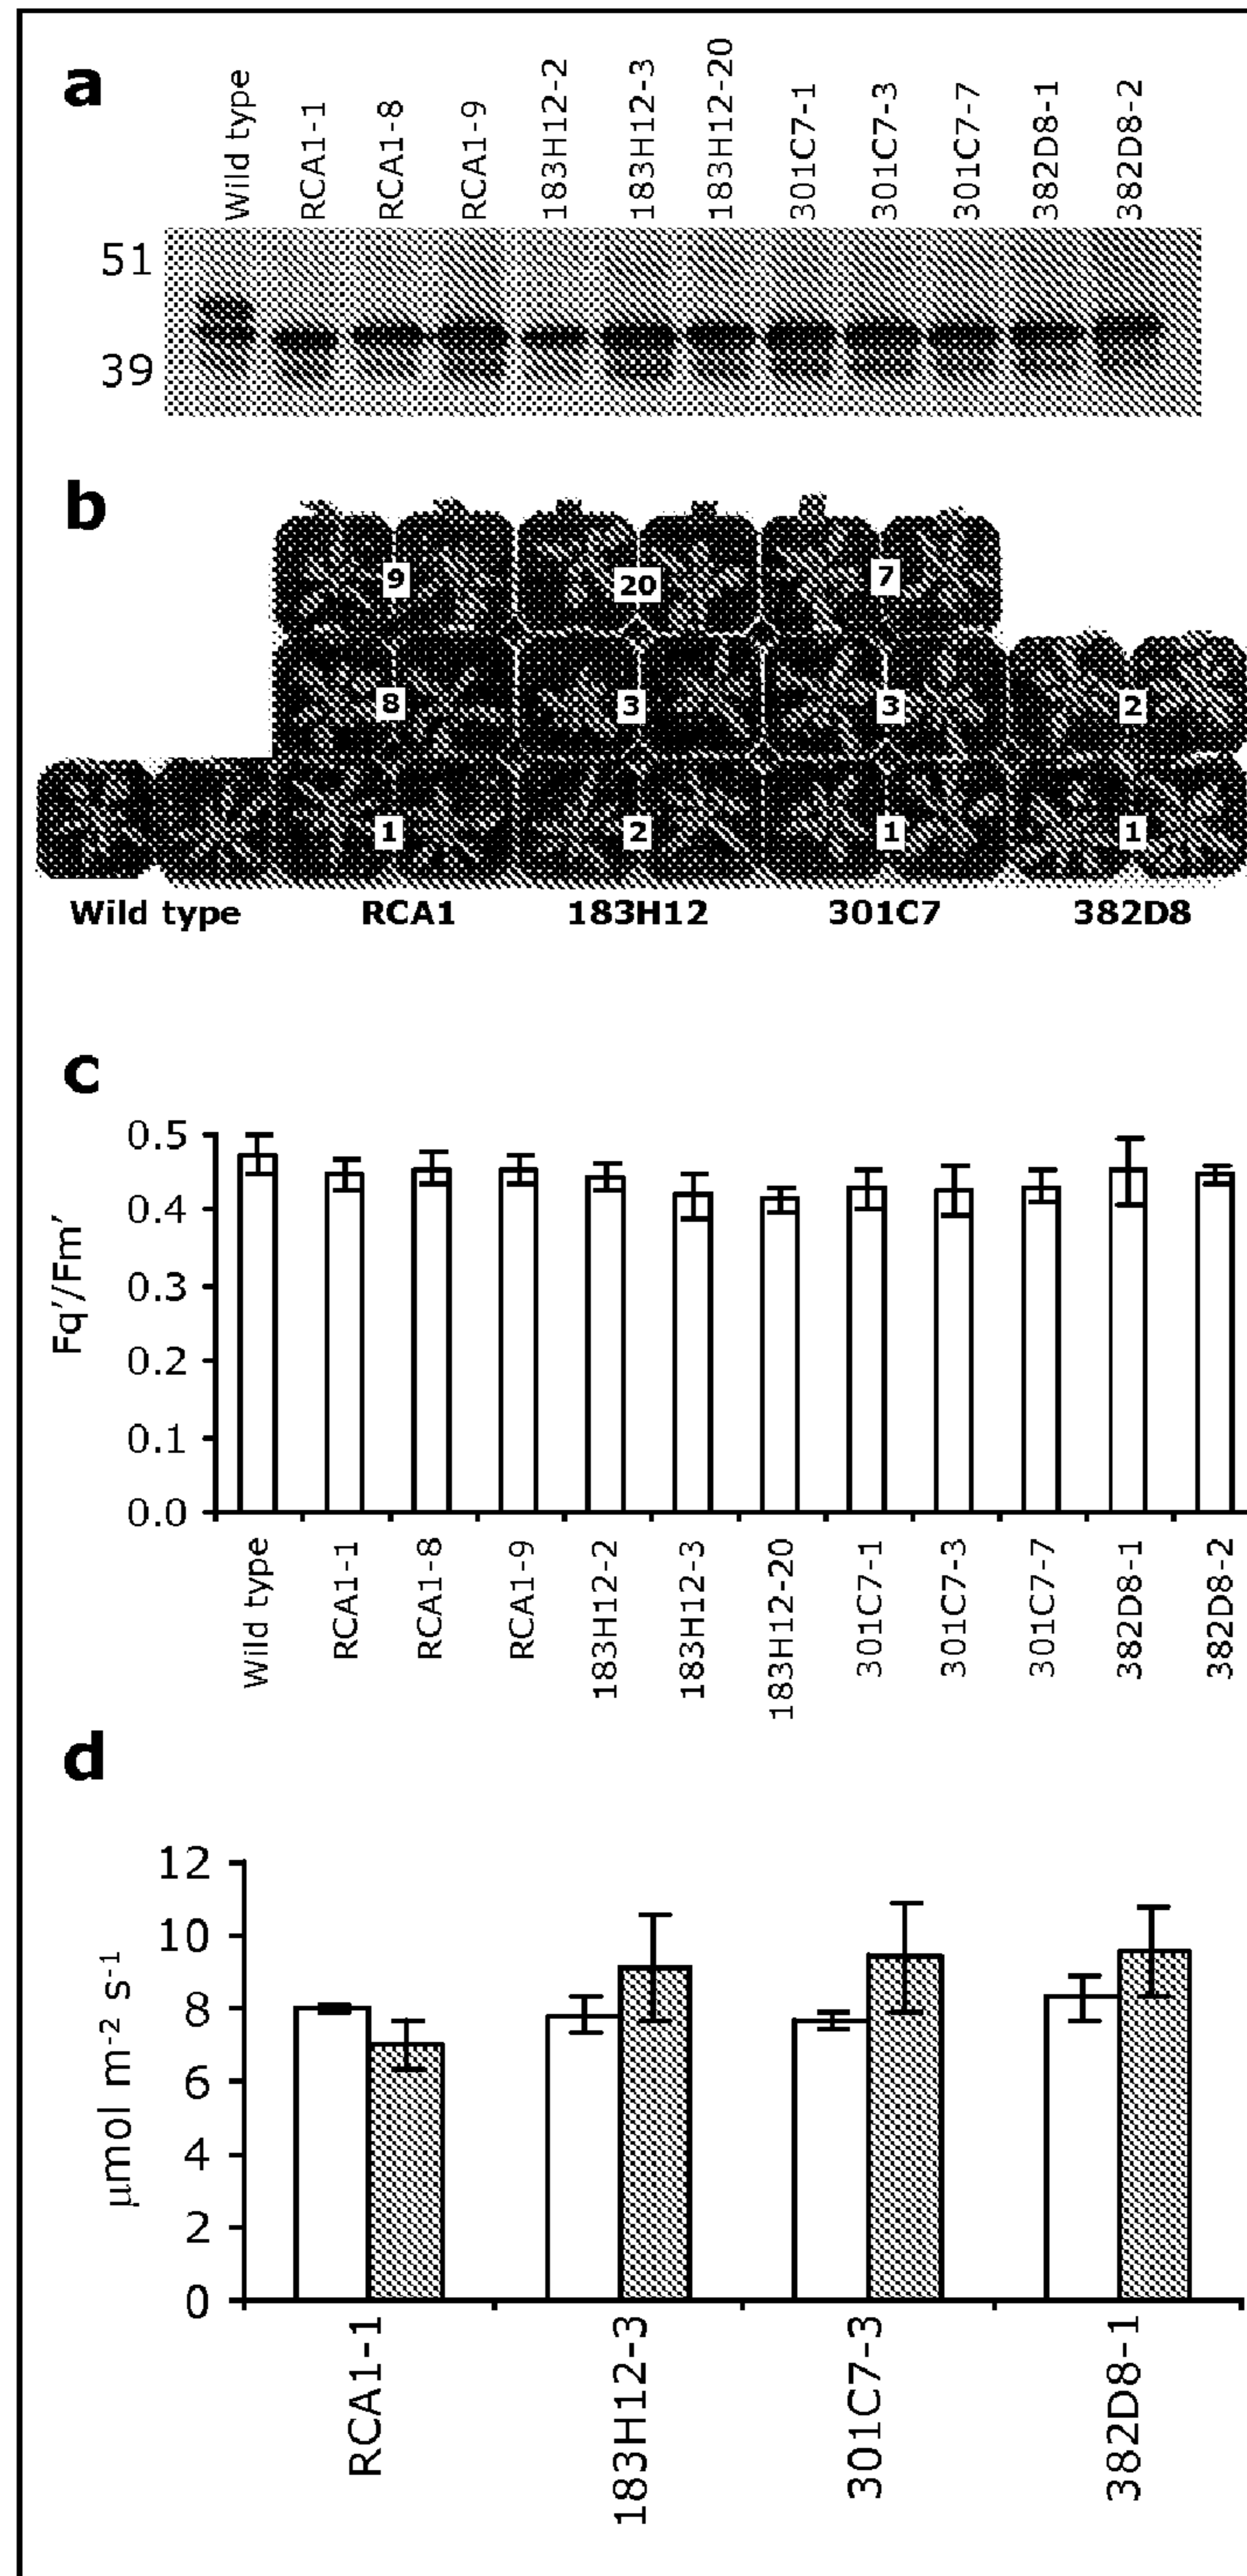 a
Wild type
RCA1-1
RCA1-8
RCA1-9
183H12-2
183H12-3
183H12-20
301C7-1
301C7-3
301C7-7
382D8-1
382D8-2
51
39
b
9
20
7
8
3
3
2
1
2
1
1
Wild type RCA1 183H12 301C7 382D8
c
Fq'/Fm'
0.5
0.4
0.3
0.2
0.1
0.0
Wild type
RCA1-1
RCA1-8
RCA1-9
183H12-2
183H12-3
183H12-20
301C7-1
301C7-3
301C7-7
382D8-1
382D8-2
d
μmol m⁻² s⁻¹
12
10
8
6
4
2
0
RCA1-1
183H12-3
301C7-3
382D8-1